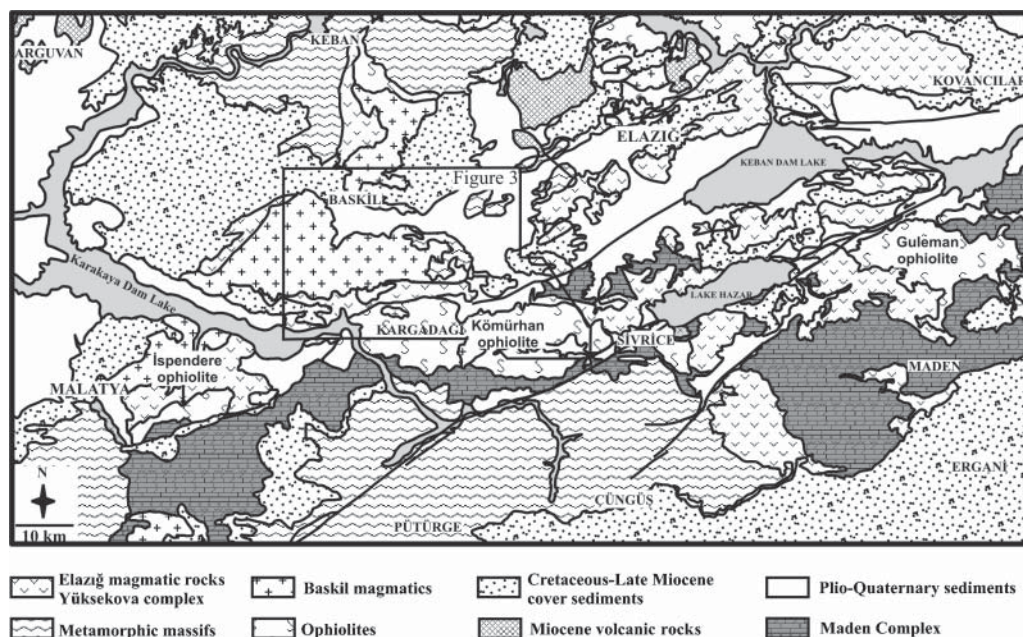 ARGUVAN
KEBAN
KOVANCILAR
ELAZIĞ
KEBAN DAM LAKE
Figure 3
BASKİL
Guleman
ophiolite
Karakaya Dam Lake
LAKE HAZAR
KARGADAĞI
Kömürhan
ophiolite
SİVRİCE
İspendere
ophiolite
MALATYA
MADEN
ERGANİ
CÜNGÜŞ
PÜTÜRGE
N
10 km
Elazığ magmatic rocks
Yüksekova complex
Baskil magmatics
Cretaceous-Late Miocene
cover sediments
Plio-Quaternary sediments
Metamorphic massifs
Ophiolites
Miocene volcanic rocks
Maden Complex